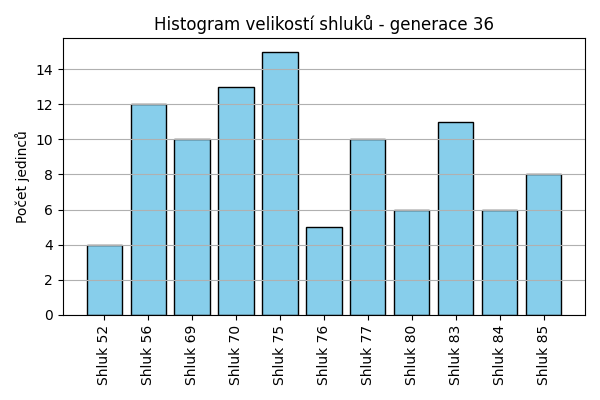 Histogram velikostí shluků - generace 36
Počet jedinců
14
12
10
8
6
4
2
0
Shluk 52
Shluk 56
Shluk 69
Shluk 70
Shluk 75
Shluk 76
Shluk 77
Shluk 80
Shluk 83
Shluk 84
Shluk 85